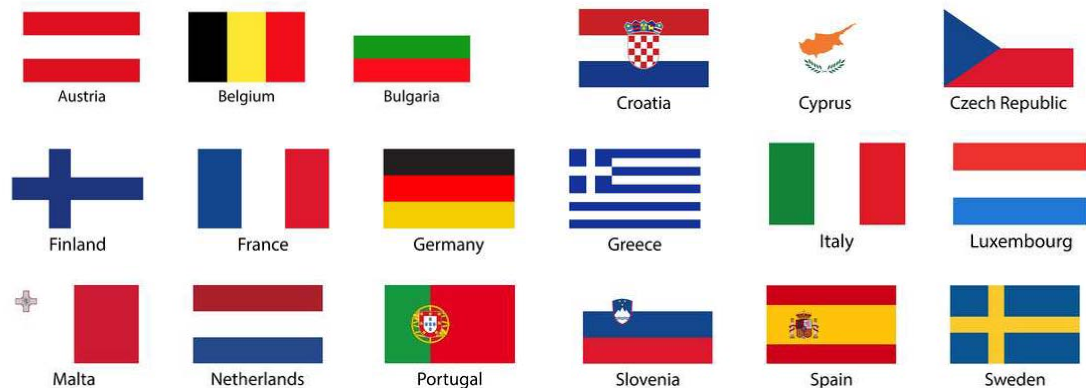 Austria
Belgium
Bulgaria
Croatia
Cyprus
Czech Republic
Finland
France
Germany
Greece
Italy
Luxembourg
Malta
Netherlands
Portugal
Slovenia
Spain
Sweden